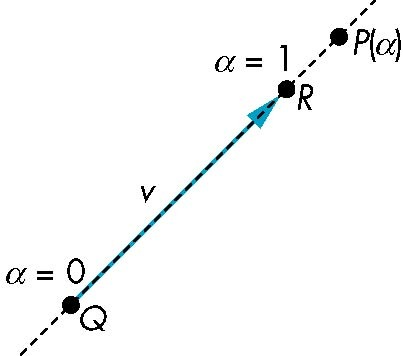 P(α)
α = 1
R
v
α = 0
Q